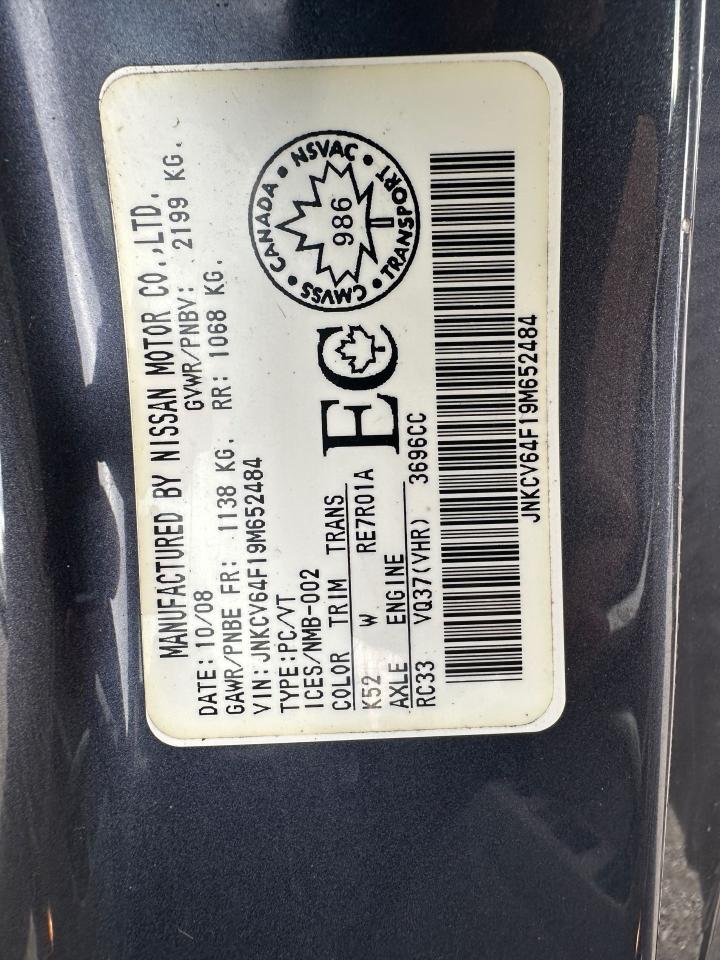 MANUFACTURED BY NISSAN MOTOR CO.,LTD.
DATE: 10/08 GVWR/PNBV: 2199 KG.
GAWR/PNBE FR: 1138 KG. RR: 1068 KG.
VIN: JNKCV64F19M652484
TYPE:PC/VT
ICES/NMB-002
COLOR TRIM TRANS
K52 W RE7R01A
AXLE ENGINE
RC33 VQ37(VHR) 3696CC
EC
CANADA • NSVAC • TRANSPORT • CMVSS •
986
JNKCV64F19M652484